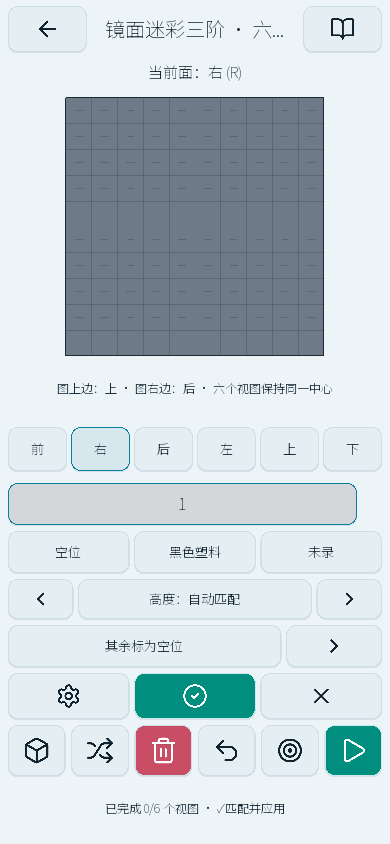 镜面迷彩三阶 · 六...
当前面：右 (R)
图上边：上 · 图右边：后 · 六个视图保持同一中心
前 右 后 左 上 下
1
空位 黑色塑料 未录
高度：自动匹配
其余标为空位
已完成 0/6 个视图 · ✓匹配并应用